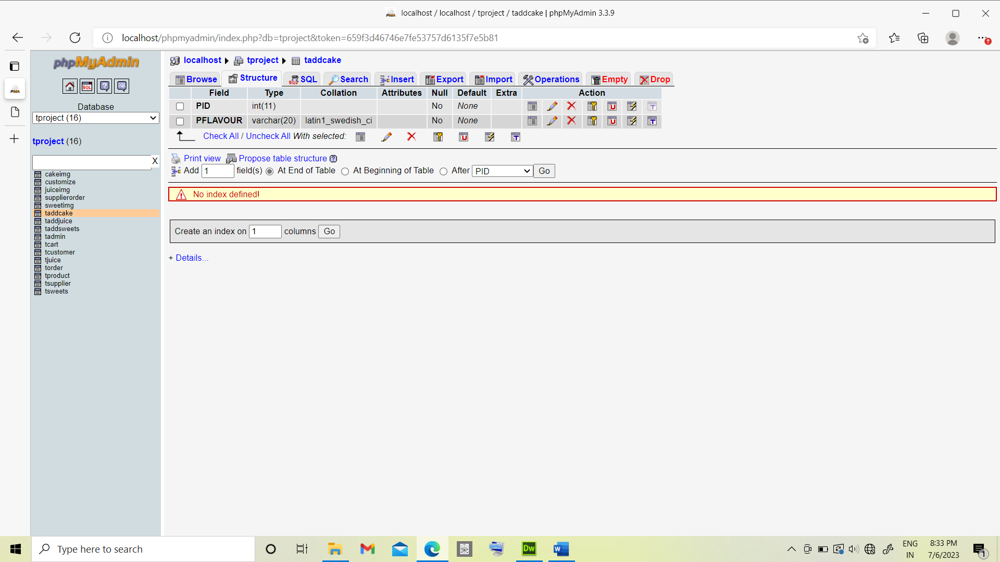 localhost / localhost / tproject / taddcake | phpMyAdmin 3.3.9
localhost/phpmyadmin/index.php?db=tproject&token=659f3d46746e7fe53757d6135f7e5b81
phpMyAdmin
SQL
?
SQL
Database
tproject (16)
tproject (16)
X
cakeimg
customize
juiceimg
supplierorder
sweetimg
taddcake
taddjuice
taddsweets
tadmin
tcart
tcustomer
tjuice
torder
tproduct
tsupplier
tsweets
localhost tproject taddcake
Browse Structure SQL Search Insert Export Import Operations Empty Drop
Field Type Collation Attributes Null Default Extra Action
PID int(11) No None
PFLAVOUR varchar(20) latin1_swedish_ci No None
Check All / Uncheck All With selected:
Print view Propose table structure ?
Add 1 field(s) At End of Table At Beginning of Table After PID Go
No index defined!
Create an index on 1 columns Go
+ Details...
Type here to search
Dw
W
ENG
IN
8:33 PM
7/6/2023
1